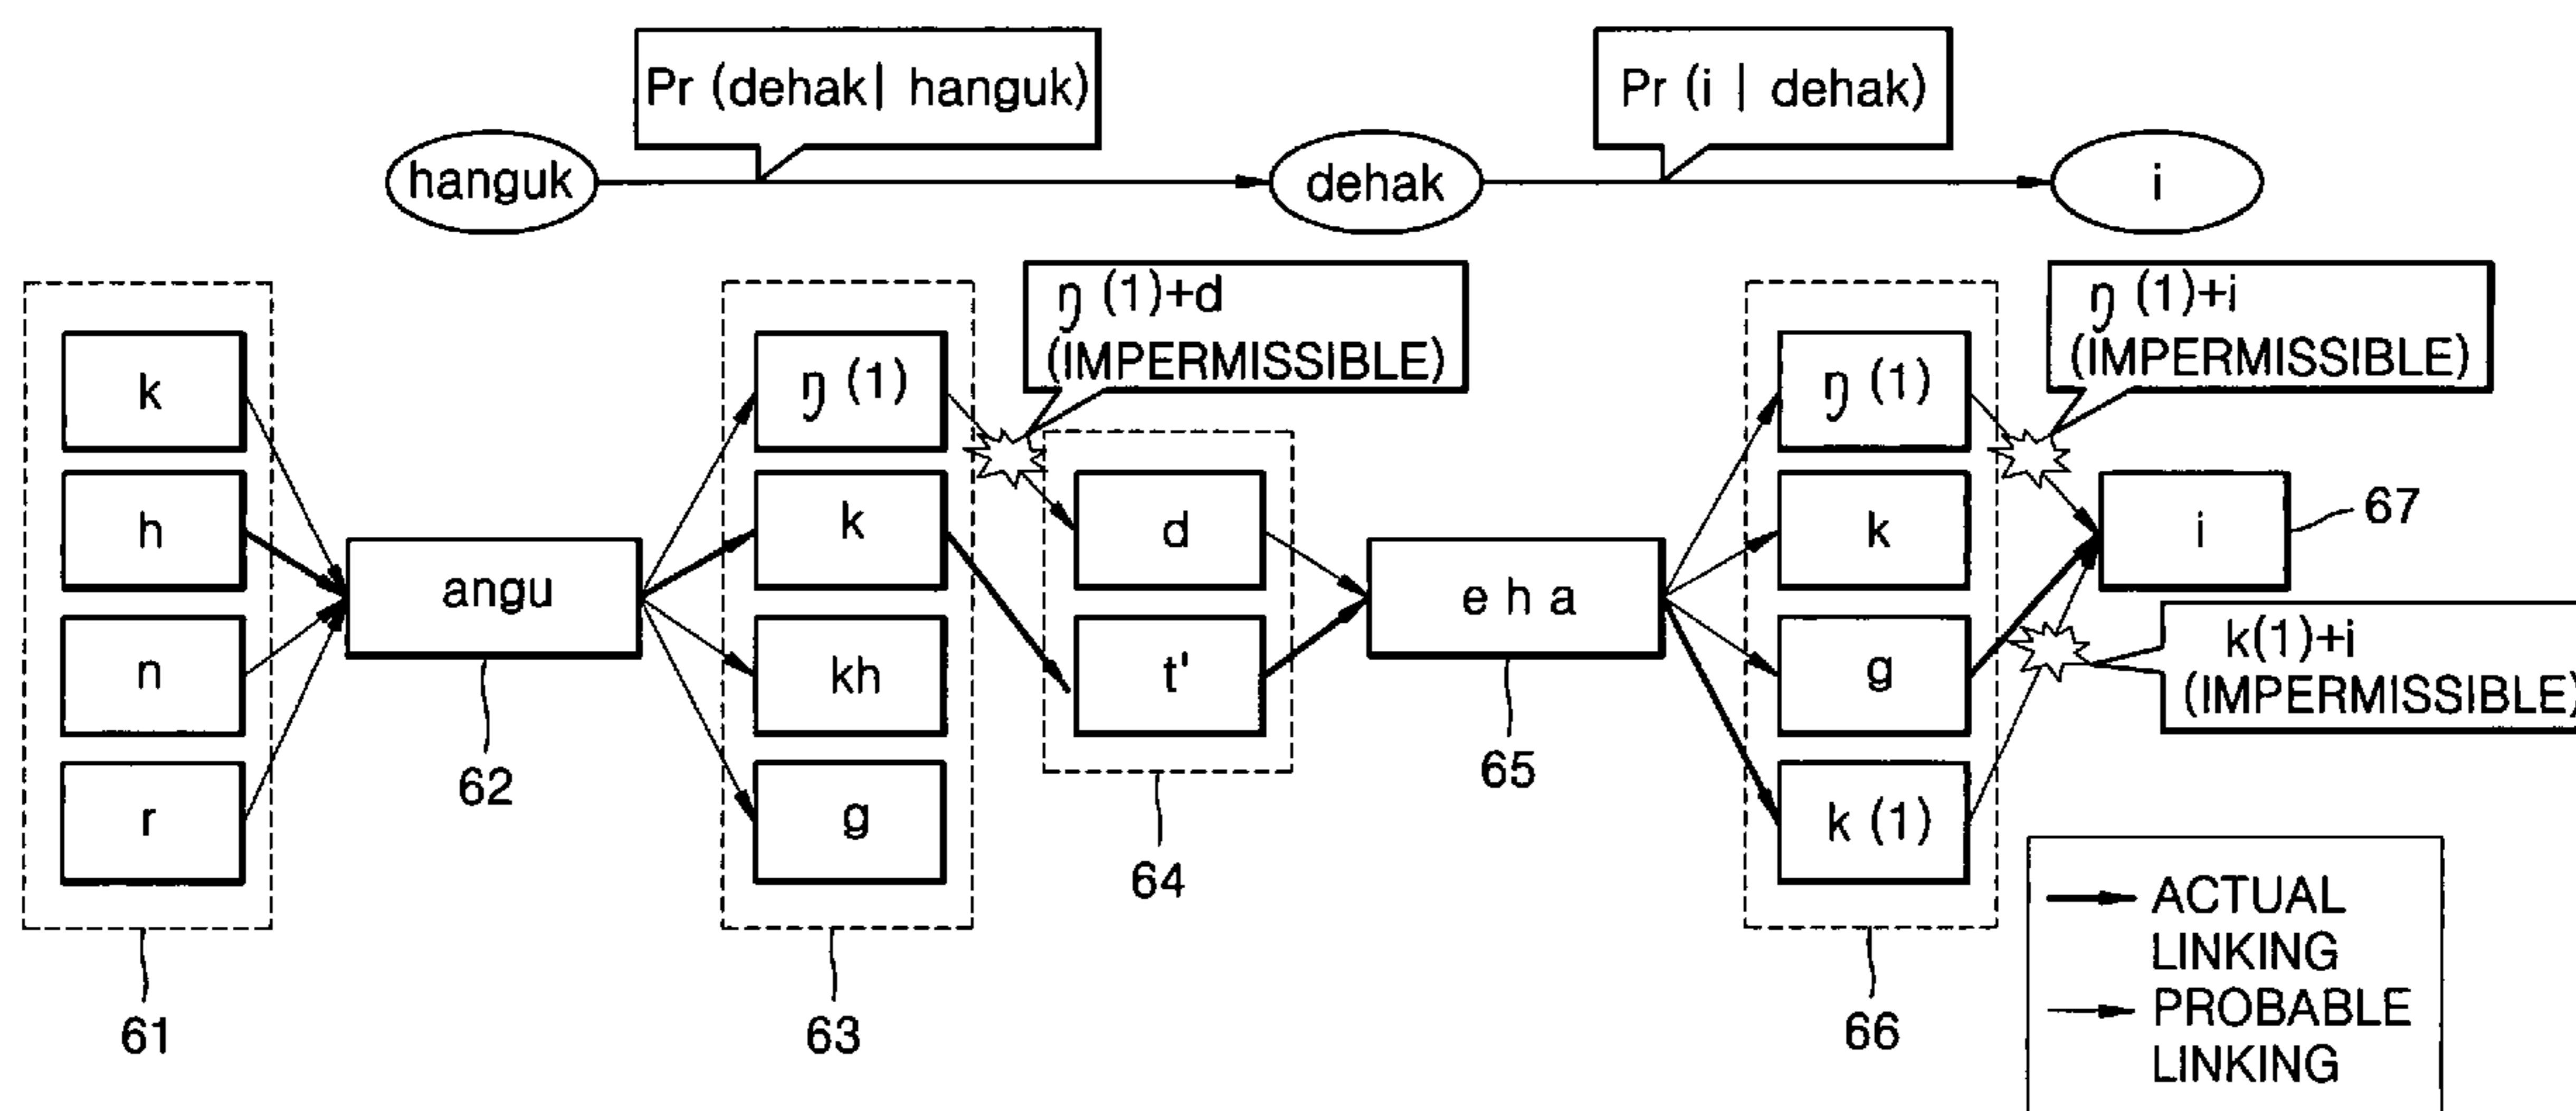 Pr (dehak| hanguk)
Pr (i | dehak)
hanguk
dehak
i
ŋ (1)+d
(IMPERMISSIBLE)
ŋ (1)+i
(IMPERMISSIBLE)
k
h
n
r
angu
ŋ (1)
k
kh
g
d
t'
e h a
ŋ (1)
k
g
k (1)
i
67
k(1)+i
(IMPERMISSIBLE)
61
62
63
64
65
66
ACTUAL
LINKING
PROBABLE
LINKING